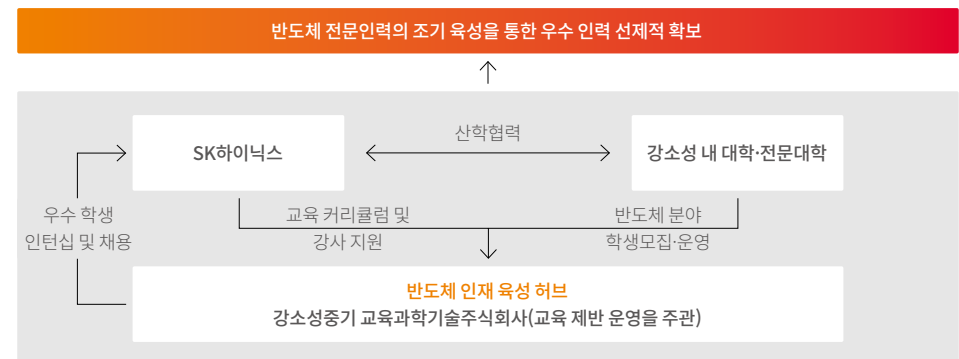 반도체 전문인력의 조기 육성을 통한 우수 인력 선제적 확보
SK하이닉스
산학협력
강소성 내 대학·전문대학
우수 학생
인턴십 및 채용
교육 커리큘럼 및
강사 지원
반도체 분야
학생모집·운영
반도체 인재 육성 허브
강소성중기 교육과학기술주식회사(교육 제반 운영을 주관)